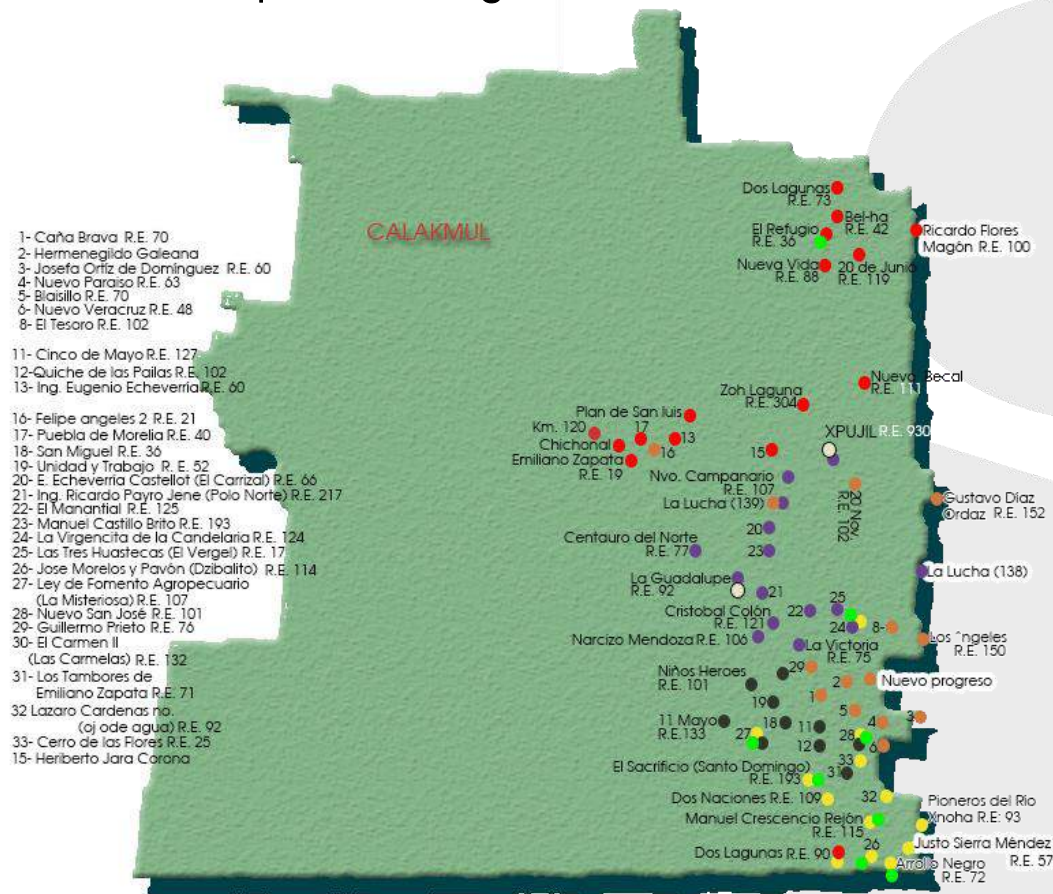 CALAKMUL
1- Caña Brava R.E. 70
2- Hermenegildo Galeana
3- Josefa Ortíz de Domínguez R.E. 60
4- Nuevo Paraiso R.E. 63
5- Blaisillo R.E. 70
6- Nuevo Veracruz R.E. 48
8- El Tesoro R.E. 102
11- Cinco de Mayo R.E. 127
12-Quiche de las Pailas R.E. 102
13- Ing. Eugenio Echeverria R.E. 60
16- Felipe angeles 2 R.E. 21
17- Puebla de Morelia R.E. 40
18- San Miguel R.E. 36
19- Unidad y Trabajo R. E. 52
20- E. Echeverria Castellot (El Carrizal) R.E. 66
21- Ing. Ricardo Payro Jene (Polo Norte) R.E. 217
22- El Manantial R.E. 125
23- Manuel Castillo Brito R.E. 193
24- La Virgencita de la Candelaria R.E. 124
25- Las Tres Huastecas (El Vergel) R.E. 17
26- Jose Morelos y Pavón (Dzibalito) R.E. 114
27- Ley de Fomento Agropecuario
(La Misteriosa) R.E. 107
28- Nuevo San José R.E. 101
29- Guillermo Prieto R.E. 76
30- El Carmen II
(Las Carmelas) R.E. 132
31- Los Tambores de
Emiliano Zapata R.E. 71
32 Lazaro Cardenas no.
(oj ode agua) R.E. 92
33- Cerro de las Flores R.E. 25
15- Heriberto Jara Corona
Dos Lagunas
R.E. 73
Bel-ha
R.E. 42
El Refugio
R.E. 36
Ricardo Flores
Magón R.E. 100
Nueva Vida
R.E. 88
20 de Junio
R.E. 119
Nuevo Becal
R.E. 111
Zoh Laguna
R.E. 304
Plan de San luis
Km. 120
17
13
Chichonal
16
Emiliano Zapata
R.E. 19
15
XPUJIL R.E. 930
Nvo. Campanario
R.E. 107
20 Nov.
R.E. 102
La Lucha (139)
Gustavo Díaz
Ordaz R.E. 152
20
Centauro del Norte
R.E. 77
23
La Guadalupe
R.E. 92
21
La Lucha (138)
25
Cristobal Colón
R.E. 121
22
24
8-
Narcizo Mendoza R.E. 106
La Victoria
R.E. 75
Los ^ngeles
R.E. 150
Niños Heroes
R.E. 101
29
2
Nuevo progreso
19
1
11 Mayo
R.E.133
18
11
5
4
3
27
12
28
6
El Sacrificio (Santo Domingo)
R.E. 193
33
31
Dos Naciones R.E. 109
32
Pioneros del Río
Xnoha R.E: 93
Manuel Crescencio Rejón
R.E. 115
26
Justo Sierra Méndez
R.E. 57
Dos Lagunas R.E. 90
Arrollo Negro
R.E. 72